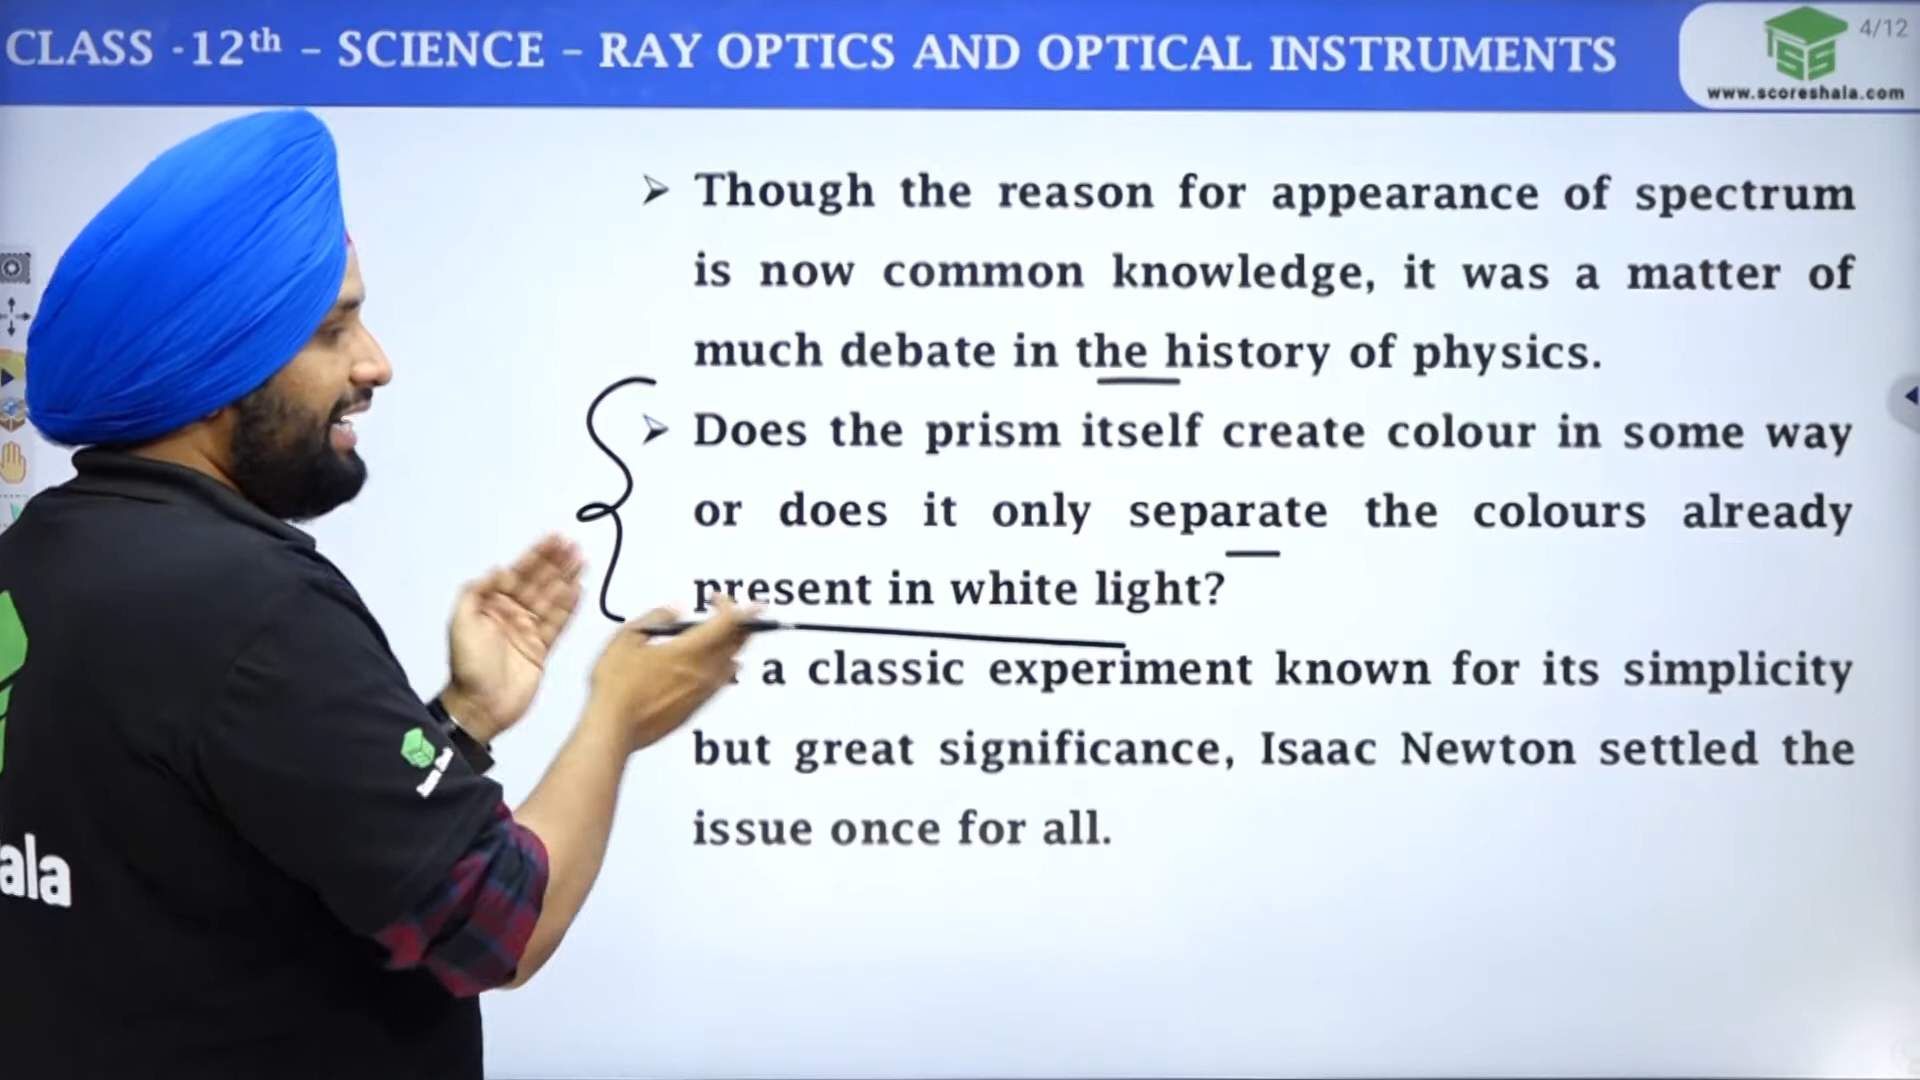 CLASS -12th – SCIENCE – RAY OPTICS AND OPTICAL INSTRUMENTS
4/12
www.scoreshala.com
Though the reason for appearance of spectrum
is now common knowledge, it was a matter of
much debate in the history of physics.
Does the prism itself create colour in some way
or does it only separate the colours already
present in white light?
a classic experiment known for its simplicity
but great significance, Isaac Newton settled the
issue once for all.
ala